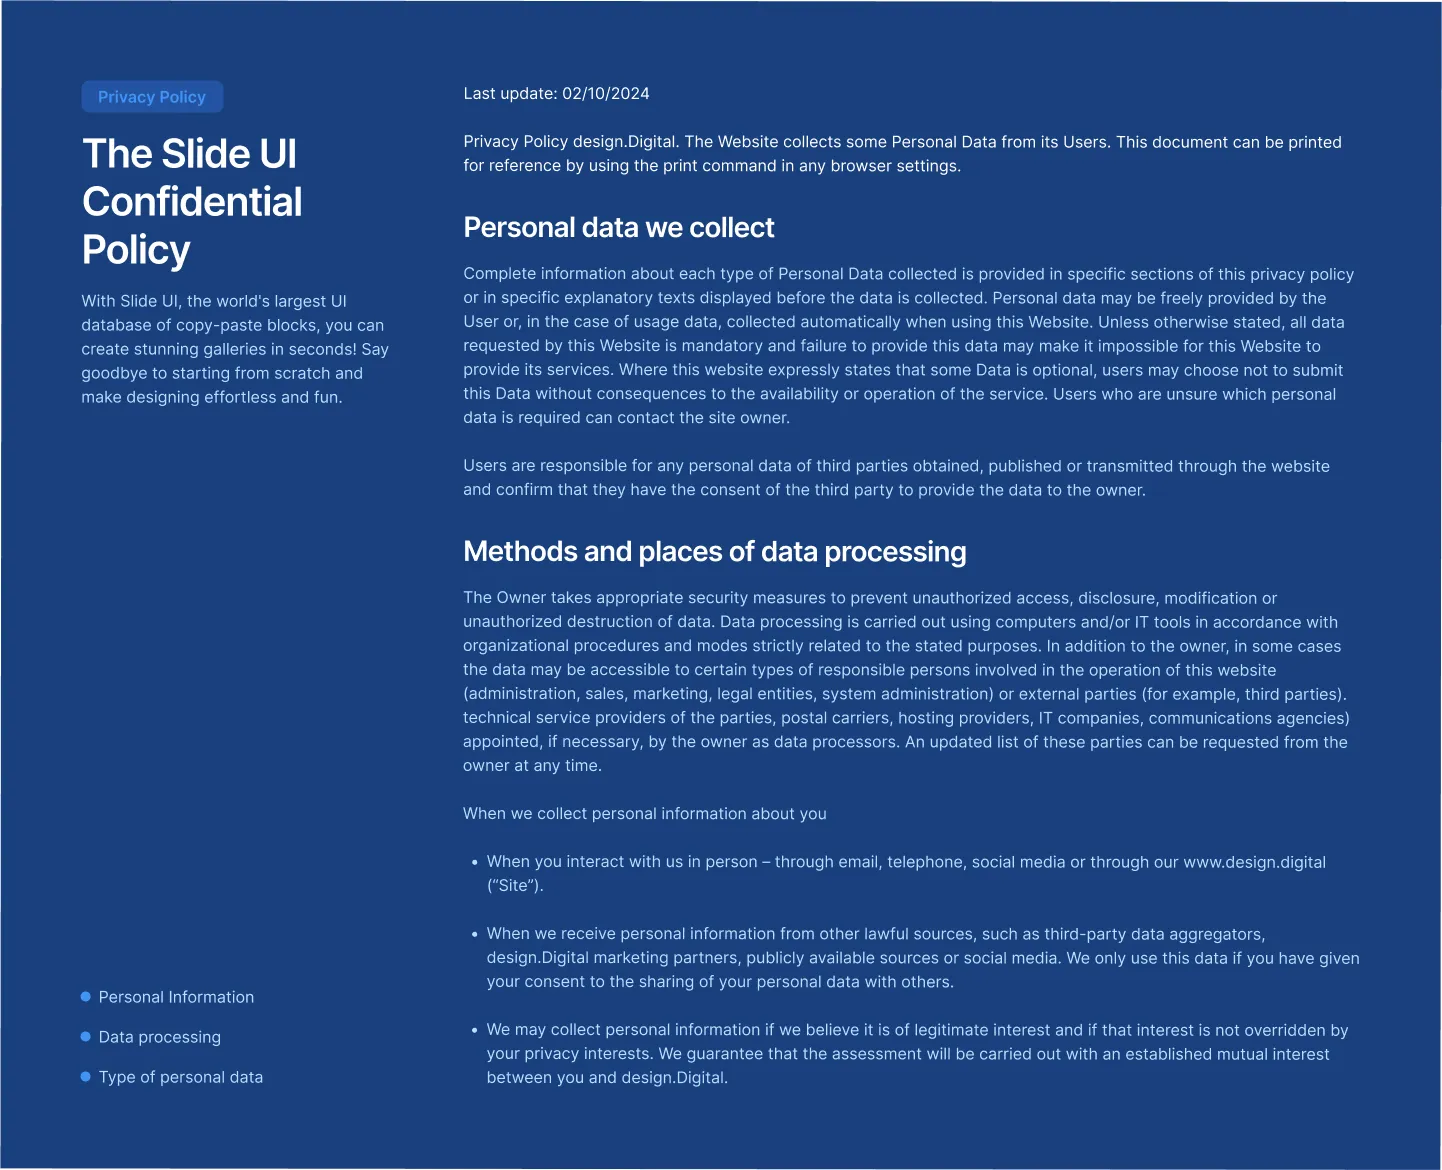 Privacy Policy
The Slide UI
Confidential
Policy
With Slide UI, the world's largest UI
database of copy-paste blocks, you can
create stunning galleries in seconds! Say
goodbye to starting from scratch and
make designing effortless and fun.
Personal Information
Data processing
Type of personal data
Last update: 02/10/2024
Privacy Policy design.Digital. The Website collects some Personal Data from its Users. This document can be printed
for reference by using the print command in any browser settings.
Personal data we collect
Complete information about each type of Personal Data collected is provided in specific sections of this privacy policy
or in specific explanatory texts displayed before the data is collected. Personal data may be freely provided by the
User or, in the case of usage data, collected automatically when using this Website. Unless otherwise stated, all data
requested by this Website is mandatory and failure to provide this data may make it impossible for this Website to
provide its services. Where this website expressly states that some Data is optional, users may choose not to submit
this Data without consequences to the availability or operation of the service. Users who are unsure which personal
data is required can contact the site owner.
Users are responsible for any personal data of third parties obtained, published or transmitted through the website
and confirm that they have the consent of the third party to provide the data to the owner.
Methods and places of data processing
The Owner takes appropriate security measures to prevent unauthorized access, disclosure, modification or
unauthorized destruction of data. Data processing is carried out using computers and/or IT tools in accordance with
organizational procedures and modes strictly related to the stated purposes. In addition to the owner, in some cases
the data may be accessible to certain types of responsible persons involved in the operation of this website
(administration, sales, marketing, legal entities, system administration) or external parties (for example, third parties).
technical service providers of the parties, postal carriers, hosting providers, IT companies, communications agencies)
appointed, if necessary, by the owner as data processors. An updated list of these parties can be requested from the
owner at any time.
When we collect personal information about you
• When you interact with us in person – through email, telephone, social media or through our www.design.digital
(“Site”).
• When we receive personal information from other lawful sources, such as third-party data aggregators,
design.Digital marketing partners, publicly available sources or social media. We only use this data if you have given
your consent to the sharing of your personal data with others.
• We may collect personal information if we believe it is of legitimate interest and if that interest is not overridden by
your privacy interests. We guarantee that the assessment will be carried out with an established mutual interest
between you and design.Digital.